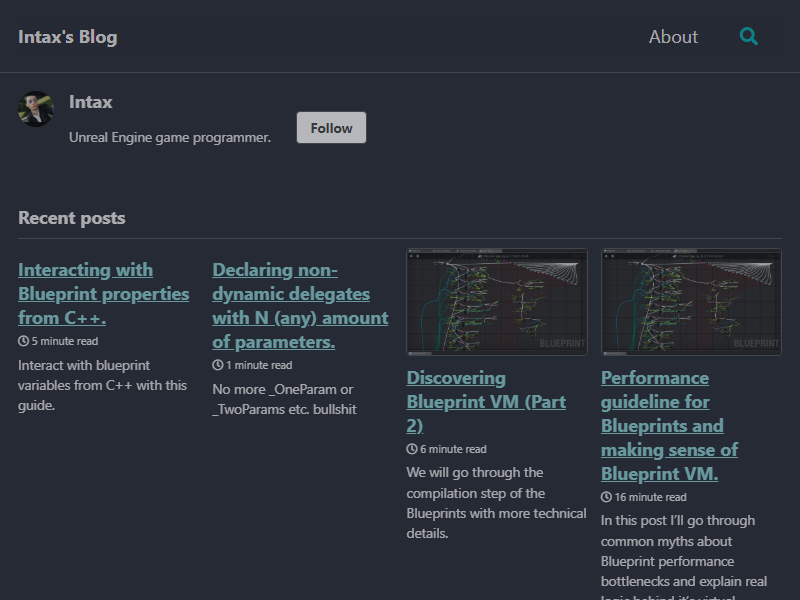 Intax's Blog
About
Intax
Unreal Engine game programmer.
Follow
Recent posts
Interacting with
Blueprint properties
from C++.
5 minute read
Interact with blueprint
variables from C++ with this
guide.
Declaring non-
dynamic delegates
with N (any) amount
of parameters.
1 minute read
No more _OneParam or
_TwoParams etc. bullshit
BLUEPRINT
Discovering
Blueprint VM (Part
2)
6 minute read
We will go through the
compilation step of the
Blueprints with more technical
details.
BLUEPRINT
Performance
guideline for
Blueprints and
making sense of
Blueprint VM.
16 minute read
In this post I'll go through
common myths about
Blueprint performance
bottlenecks and explain real
logic behind it's virtual